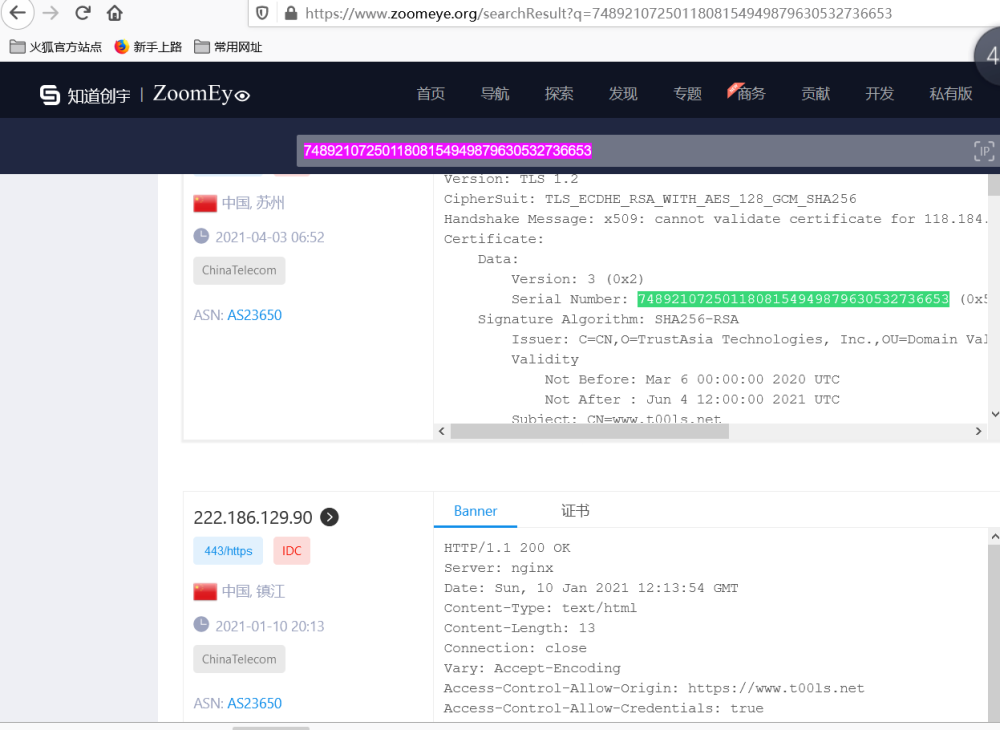 https://www.zoomeye.org/searchResult?q=7489210725011808154949879630532736653
火狐官方站点 新手上路 常用网址
4
知道创宇 | ZoomEye 首页 导航 探索 发现 专题 商务 贡献 开发 私有版
7489210725011808154949879630532736653 IP
中国, 苏州
2021-04-03 06:52
ChinaTelecom
ASN: AS23650
Version: TLS 1.2
CipherSuit: TLS_ECDHE_RSA_WITH_AES_128_GCM_SHA256
Handshake Message: x509: cannot validate certificate for 118.184.
Certificate:
Data:
Version: 3 (0x2)
Serial Number: 7489210725011808154949879630532736653 (0x5
Signature Algorithm: SHA256-RSA
Issuer: C=CN,O=TrustAsia Technologies, Inc.,OU=Domain Val
Validity
Not Before: Mar 6 00:00:00 2020 UTC
Not After : Jun 4 12:00:00 2021 UTC
Subject: CN=www.t00ls.net
222.186.129.90
443/https IDC
中国, 镇江
2021-01-10 20:13
ChinaTelecom
ASN: AS23650
Banner 证书
HTTP/1.1 200 OK
Server: nginx
Date: Sun, 10 Jan 2021 12:13:54 GMT
Content-Type: text/html
Content-Length: 13
Connection: close
Vary: Accept-Encoding
Access-Control-Allow-Origin: https://www.t00ls.net
Access-Control-Allow-Credentials: true